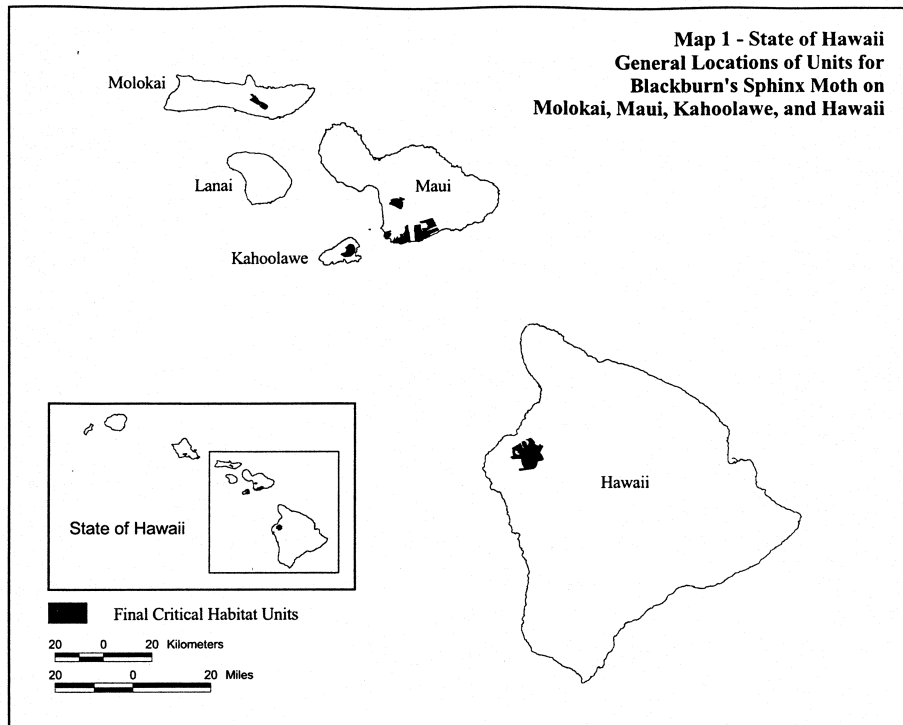 Map 1 - State of Hawaii
General Locations of Units for
Blackburn's Sphinx Moth on
Molokai, Maui, Kahoolawe, and Hawaii
Molokai
Lanai
Maui
Kahoolawe
Hawaii
State of Hawaii
Final Critical Habitat Units
20 0 20 Kilometers
20 0 20 Miles